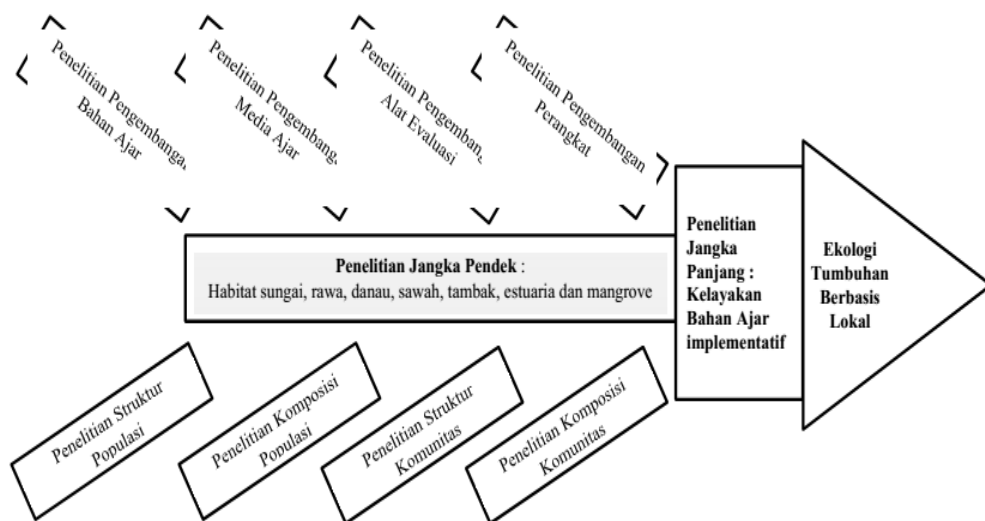 Penelitian Pengembangan
Bahan Ajar
Penelitian Pengembang
Media Ajar
Penelitian Pengemb
Alat Evaluasi
Penelitian Pengembangan
Perangkat
Penelitian Jangka Pendek :
Habitat sungai, rawa, danau, sawah, tambak, estuaria dan mangrove
Penelitian
Jangka
Panjang :
Kelayakan
Bahan Ajar
implementatif
Ekologi
Tumbuhan
Berbasis
Lokal
Penelitian Struktur
Populasi
Penelitian Komposisi
Populasi
Penelitian Struktur
Komunitas
Penelitian Komposisi
Komunitas